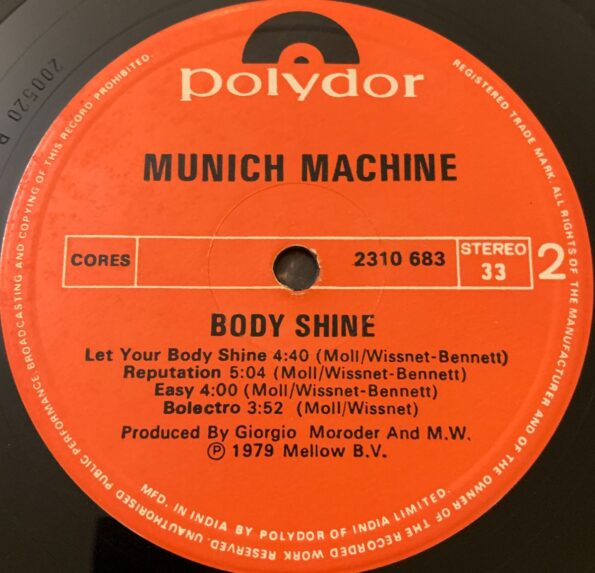 polydor
MUNICH MACHINE
CORES
2310 683
STEREO
33
2
BODY SHINE
Let Your Body Shine 4:40 (Moll/Wissnet-Bennett)
Reputation 5:04 (Moll/Wissnet-Bennett)
Easy 4:00 (Moll/Wissnet-Bennett)
Bolectro 3:52 (Moll/Wissnet)
Produced By Giorgio Moroder And M.W.
℗ 1979 Mellow B.V.
MFD. IN INDIA BY POLYDOR OF INDIA LIMITED.
REGISTERED TRADE MARK. ALL RIGHTS OF THE MANUFACTURER AND OF THE OWNER OF THE RECORDED WORK RESERVED. UNAUTHORISED PUBLIC PERFORMANCE, BROADCASTING AND COPYING OF THIS RECORD PROHIBITED.